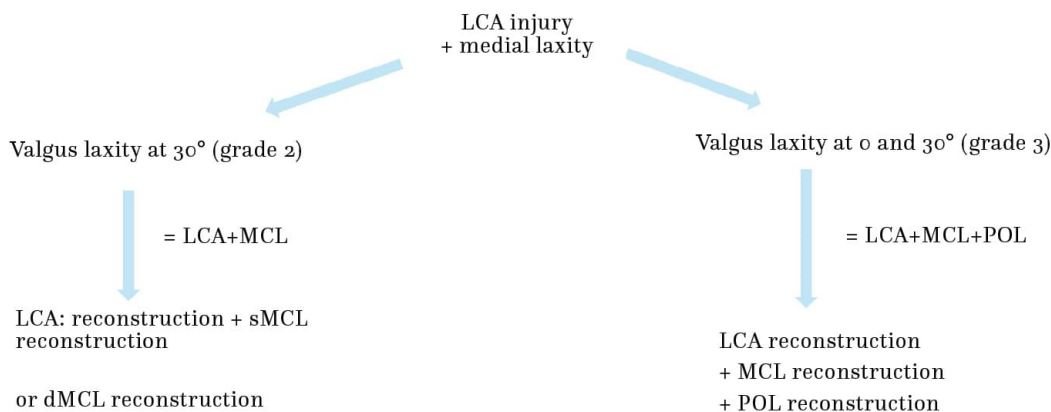 LCA injury
+ medial laxity
Valgus laxity at 30° (grade 2)
Valgus laxity at 0 and 30° (grade 3)
= LCA+MCL
= LCA+MCL+POL
LCA: reconstruction + sMCL
reconstruction
or dMCL reconstruction
LCA reconstruction
+ MCL reconstruction
+ POL reconstruction